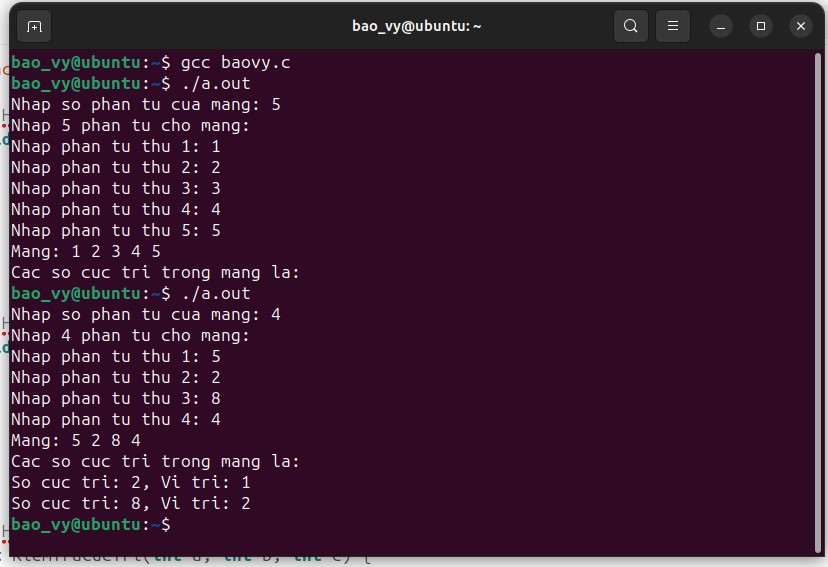 bao_vy@ubuntu: ~
bao_vy@ubuntu:~$ gcc baovy.c
bao_vy@ubuntu:~$ ./a.out
Nhap so phan tu cua mang: 5
Nhap 5 phan tu cho mang:
Nhap phan tu thu 1: 1
Nhap phan tu thu 2: 2
Nhap phan tu thu 3: 3
Nhap phan tu thu 4: 4
Nhap phan tu thu 5: 5
Mang: 1 2 3 4 5
Cac so cuc tri trong mang la:
bao_vy@ubuntu:~$ ./a.out
Nhap so phan tu cua mang: 4
Nhap 4 phan tu cho mang:
Nhap phan tu thu 1: 5
Nhap phan tu thu 2: 2
Nhap phan tu thu 3: 8
Nhap phan tu thu 4: 4
Mang: 5 2 8 4
Cac so cuc tri trong mang la:
So cuc tri: 2, Vi tri: 1
So cuc tri: 8, Vi tri: 2
bao_vy@ubuntu:~$